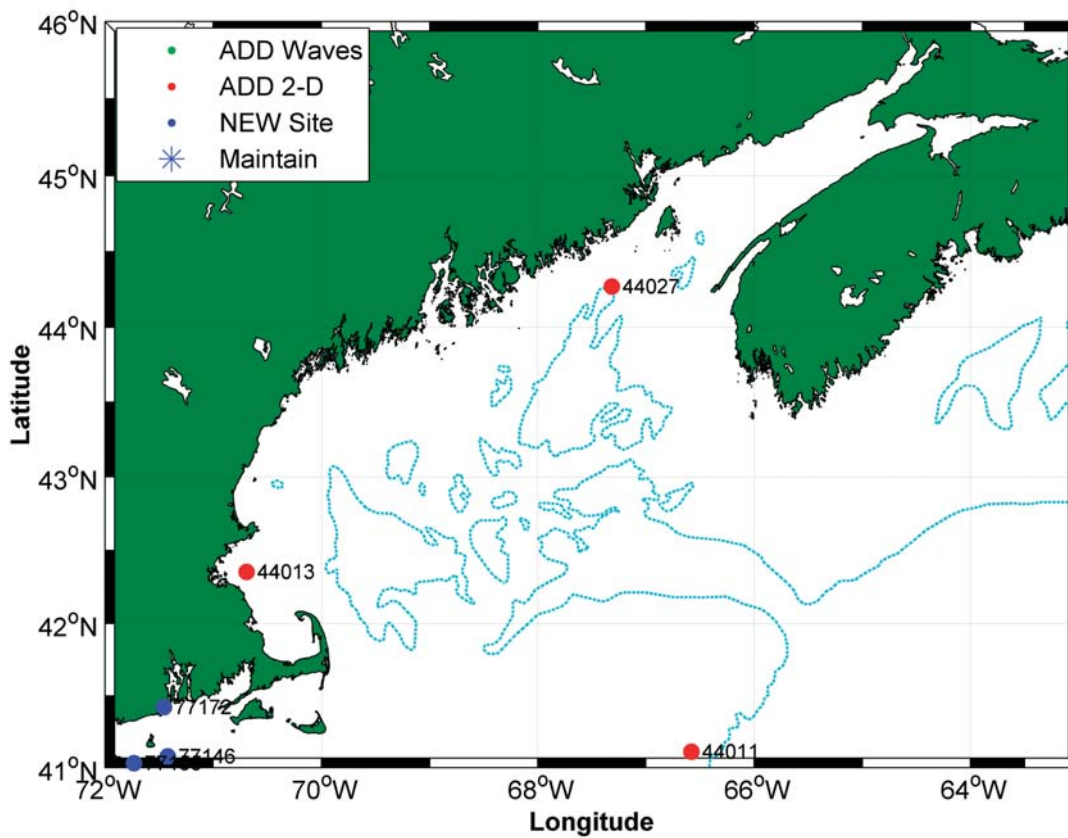 46°N
ADD Waves
ADD 2-D
NEW Site
Maintain
45°N
44027
44°N
Latitude
43°N
44013
42°N
77172
77146
44011
41°N
72°W
70°W
68°W
66°W
64°W
Longitude